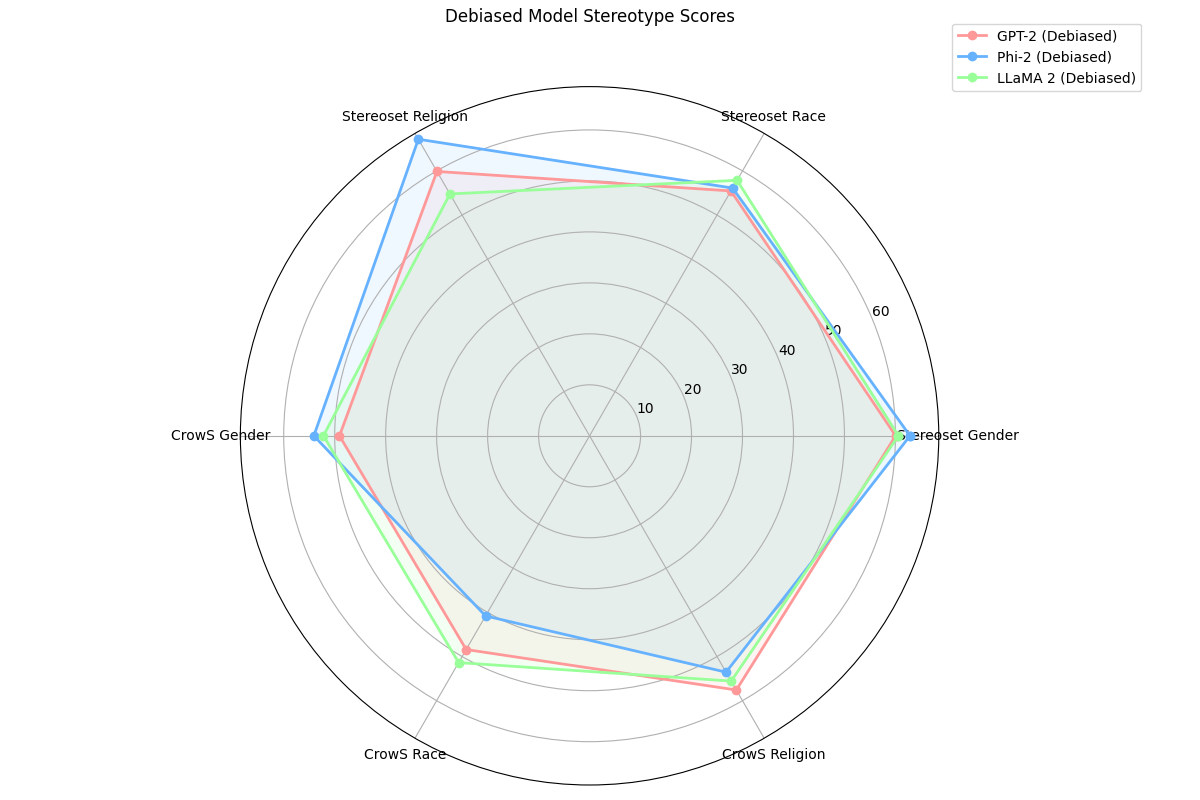 Debiased Model Stereotype Scores
GPT-2 (Debiased)
Phi-2 (Debiased)
LLaMA 2 (Debiased)
Stereoset Religion
Stereoset Race
60
50
40
30
20
10
CrowS Gender
Stereoset Gender
CrowS Race
CrowS Religion